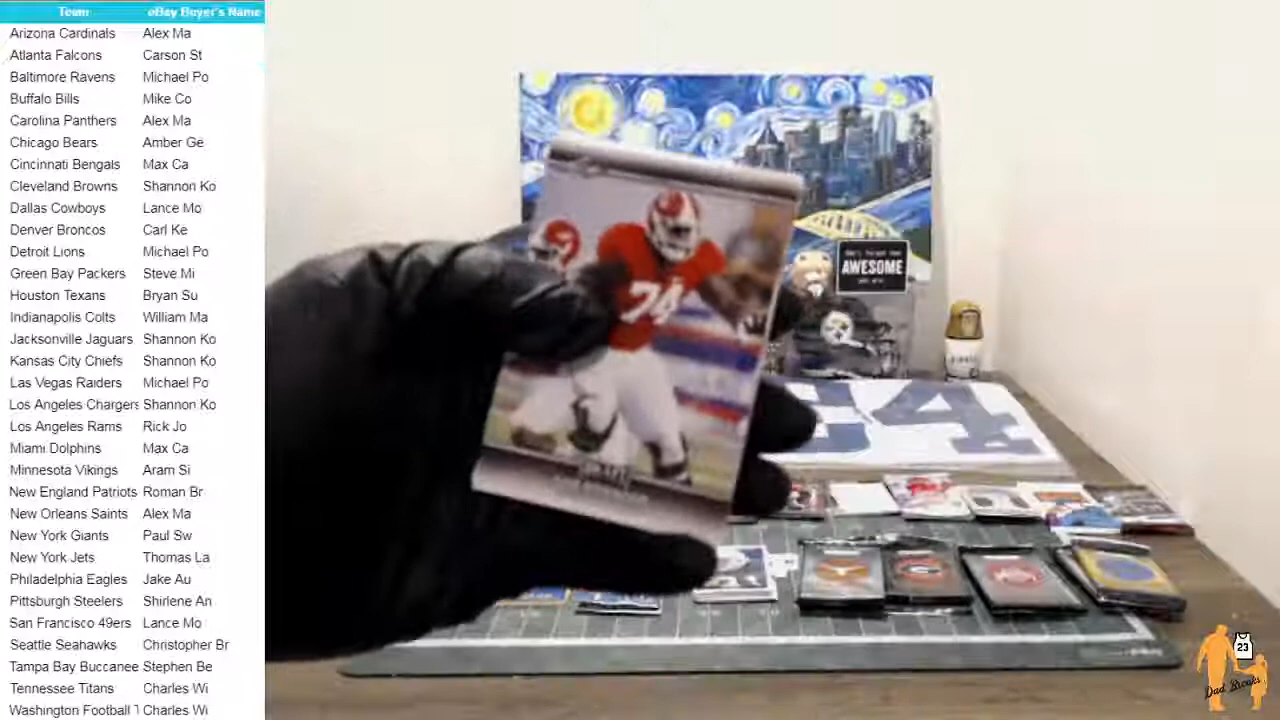 Team eBay Buyer's Name
Arizona Cardinals Alex Ma
Atlanta Falcons Carson St
Baltimore Ravens Michael Po
Buffalo Bills Mike Co
Carolina Panthers Alex Ma
Chicago Bears Amber Ge
Cincinnati Bengals Max Ca
Cleveland Browns Shannon Ko
Dallas Cowboys Lance Mo
Denver Broncos Carl Ke
Detroit Lions Michael Po
Green Bay Packers Steve Mi
Houston Texans Bryan Su
Indianapolis Colts William Ma
Jacksonville Jaguars Shannon Ko
Kansas City Chiefs Shannon Ko
Las Vegas Raiders Michael Po
Los Angeles Chargers Shannon Ko
Los Angeles Rams Rick Jo
Miami Dolphins Max Ca
Minnesota Vikings Aram Si
New England Patriots Roman Br
New Orleans Saints Alex Ma
New York Giants Paul Sw
New York Jets Thomas La
Philadelphia Eagles Jake Au
Pittsburgh Steelers Shirlene An
San Francisco 49ers Lance Mo
Seattle Seahawks Christopher Br
Tampa Bay Buccanee Stephen Be
Tennessee Titans Charles Wi
Washington Football Charles Wi
74
AWESOME
24
23
Dad Breaks